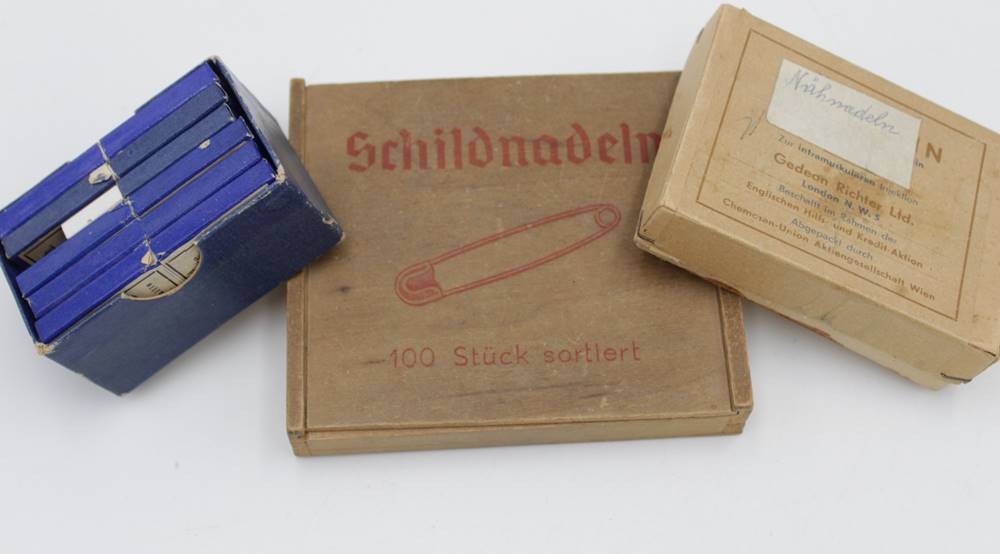 Schildnadeln
100 Stück sortiert
Nähnadeln
Zur intramuskulären Injektion
Gedeon Richter Ltd.
London N. W. 5
Beschafft im Rahmen der
Englischen Hilfs- und Kredit-Aktion
Abgepackt durch
Chemosan-Union Aktiengesellschaft Wien